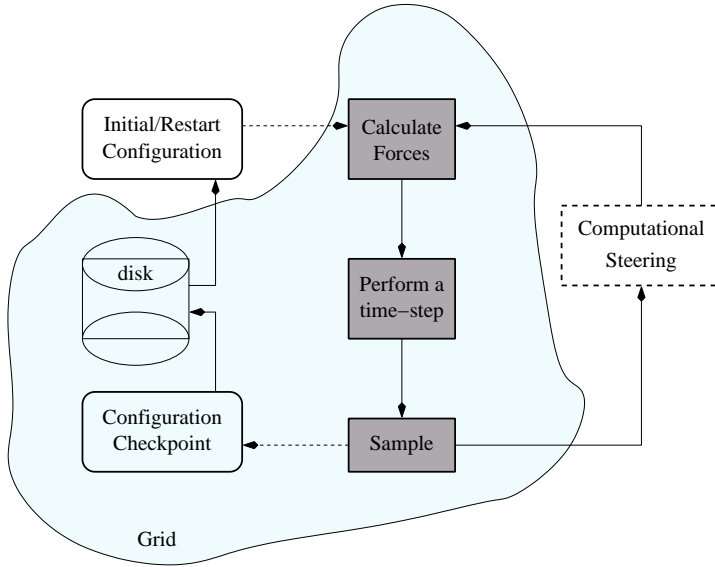 Initial/Restart
Configuration
Calculate
Forces
Computational
Steering
disk
Perform a
time−step
Configuration
Checkpoint
Sample
Grid